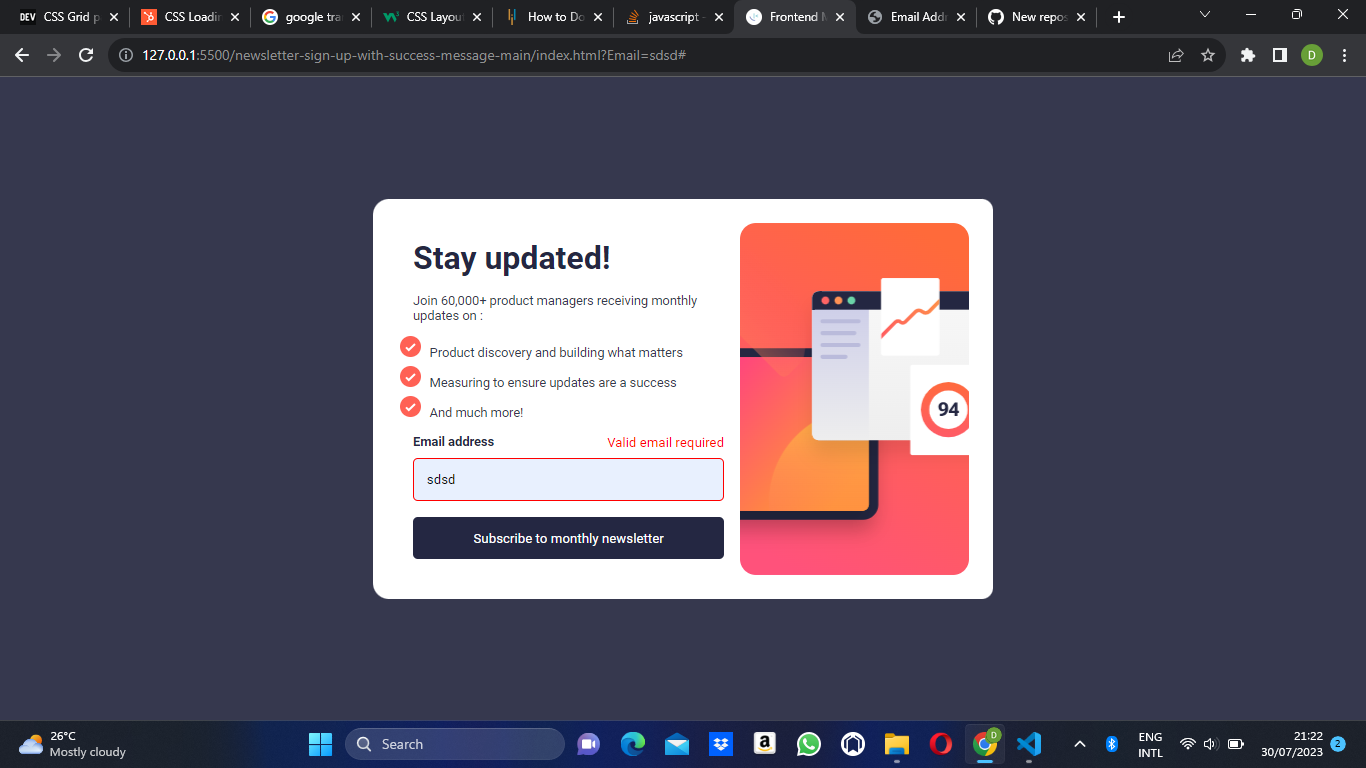 DEV CSS Grid p
CSS Loadin
google tra
CSS Layou
How to Do
javascript -
Frontend M
Email Addr
New repos
127.0.0.1:5500/newsletter-sign-up-with-success-message-main/index.html?Email=sdsd#
D
Stay updated!
Join 60,000+ product managers receiving monthly
updates on :
Product discovery and building what matters
Measuring to ensure updates are a success
And much more!
Email address
Valid email required
sdsd
Subscribe to monthly newsletter
94
26°C
Mostly cloudy
Search
a
D
ENG
INTL
21:22
30/07/2023
2